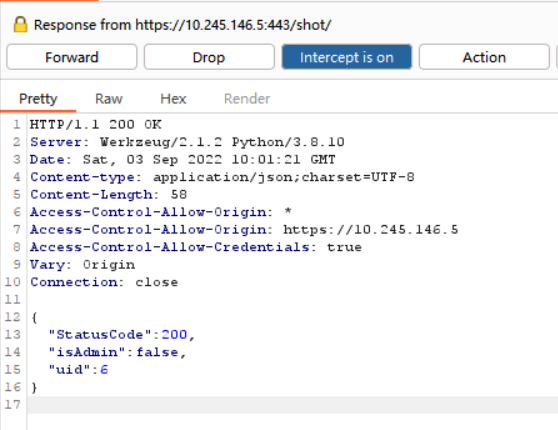 Response from https://10.245.146.5:443/shot/
Forward Drop Intercept is on Action
Pretty Raw Hex Render
1 HTTP/1.1 200 OK
2 Server: Werkzeug/2.1.2 Python/3.8.10
3 Date: Sat, 03 Sep 2022 10:01:21 GMT
4 Content-type: application/json;charset=UTF-8
5 Content-Length: 58
6 Access-Control-Allow-Origin: *
7 Access-Control-Allow-Origin: https://10.245.146.5
8 Access-Control-Allow-Credentials: true
9 Vary: Origin
10 Connection: close
11
12 {
13 "StatusCode":200,
14 "isAdmin":false,
15 "uid":6
16 }
17